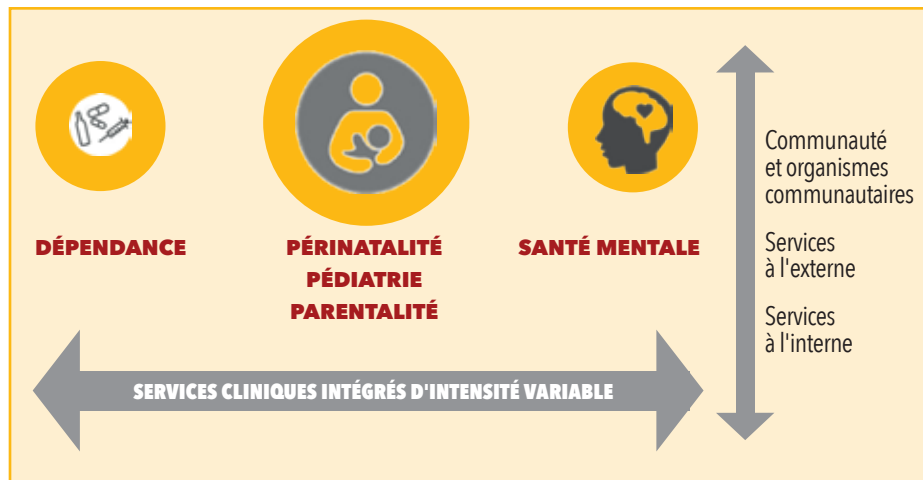 DÉPENDANCE
PÉRINATALITÉ
PÉDIATRIE
PARENTALITÉ
SANTÉ MENTALE
Communauté
et organismes
communautaires
Services
à l'externe
Services
à l'interne
SERVICES CLINIQUES INTÉGRÉS D'INTENSITÉ VARIABLE